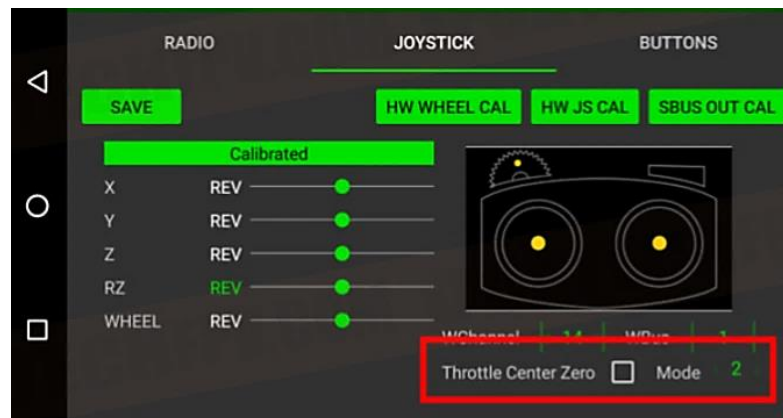 RADIO JOYSTICK BUTTONS
SAVE HW WHEEL CAL HW JS CAL SBUS OUT CAL
Calibrated
X REV
Y REV
Z REV
RZ REV
WHEEL REV
WChannel 14 WBus 1
Throttle Center Zero Mode 2